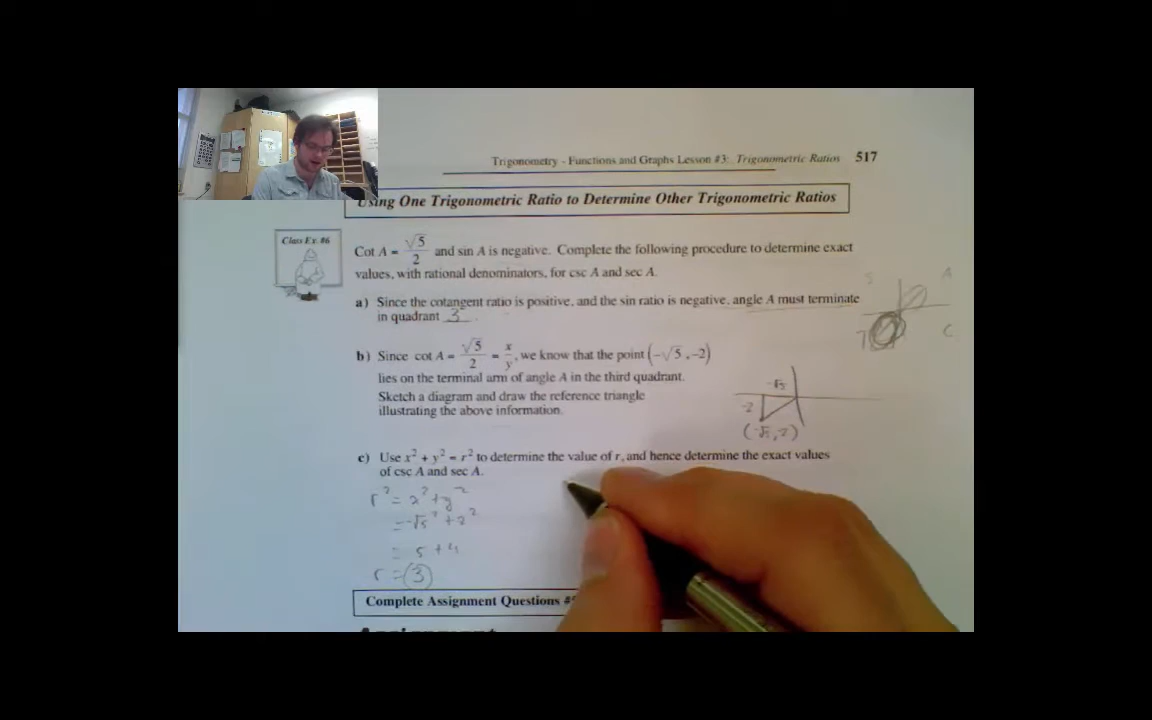 Trigonometry - Functions and Graphs Lesson #3: Trigonometric Ratios 517
Using One Trigonometric Ratio to Determine Other Trigonometric Ratios
Class Ex. #6
Cot A = √5/2 and sin A is negative. Complete the following procedure to determine exact
values, with rational denominators, for csc A and sec A.
S A
a) Since the cotangent ratio is positive, and the sin ratio is negative, angle A must terminate
in quadrant 3.
T C
b) Since cot A = √5/2 = x/y, we know that the point (-√5, -2)
lies on the terminal arm of angle A in the third quadrant.
Sketch a diagram and draw the reference triangle
illustrating the above information.
-√5
-2
(-√5, -2)
c) Use x² + y² = r² to determine the value of r, and hence determine the exact values
of csc A and sec A.
r² = x² + y²
= -√5² + 2²
= 5 + 4
r = 3
Complete Assignment Questions
Assignment